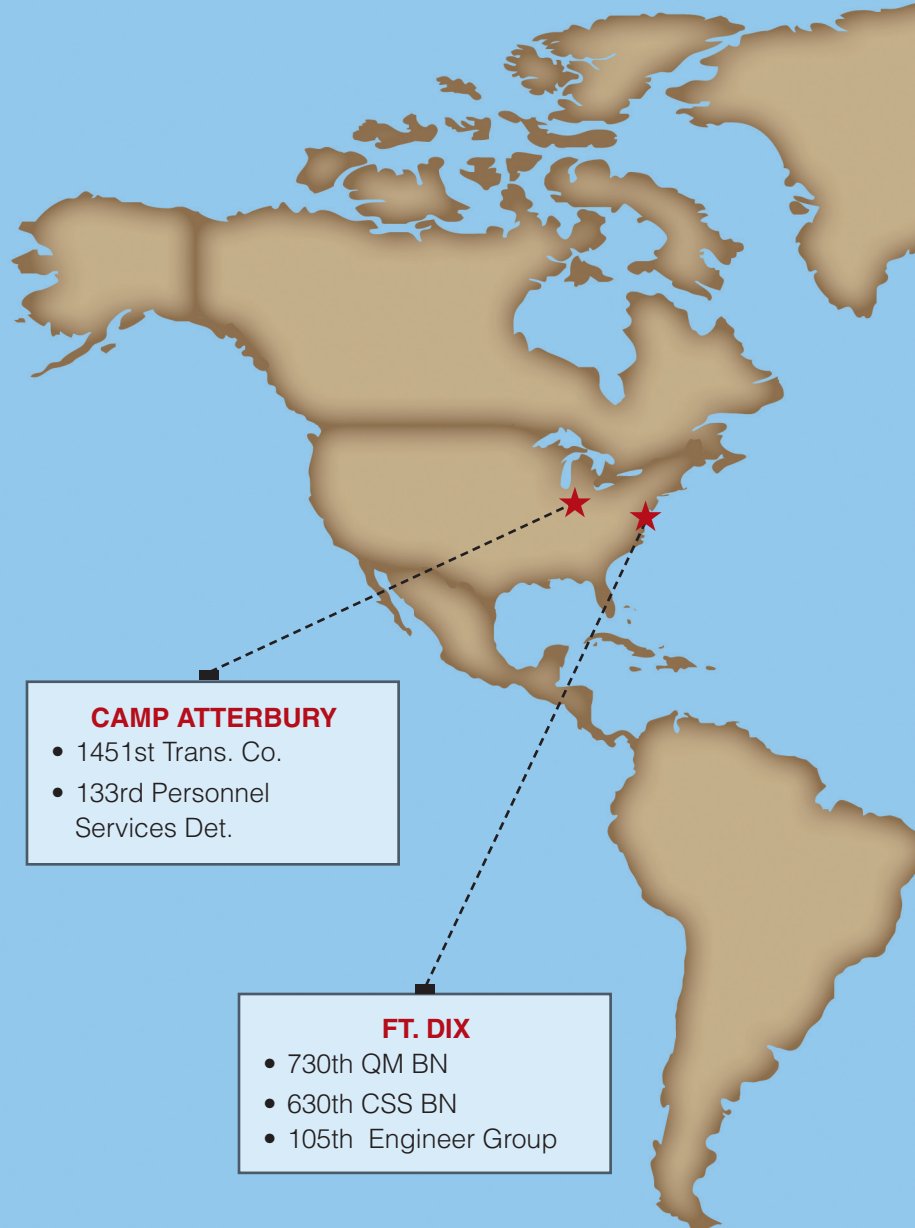 CAMP ATTERBURY
• 1451st Trans. Co.
• 133rd Personnel
Services Det.
FT. DIX
• 730th QM BN
• 630th CSS BN
• 105th  Engineer Group